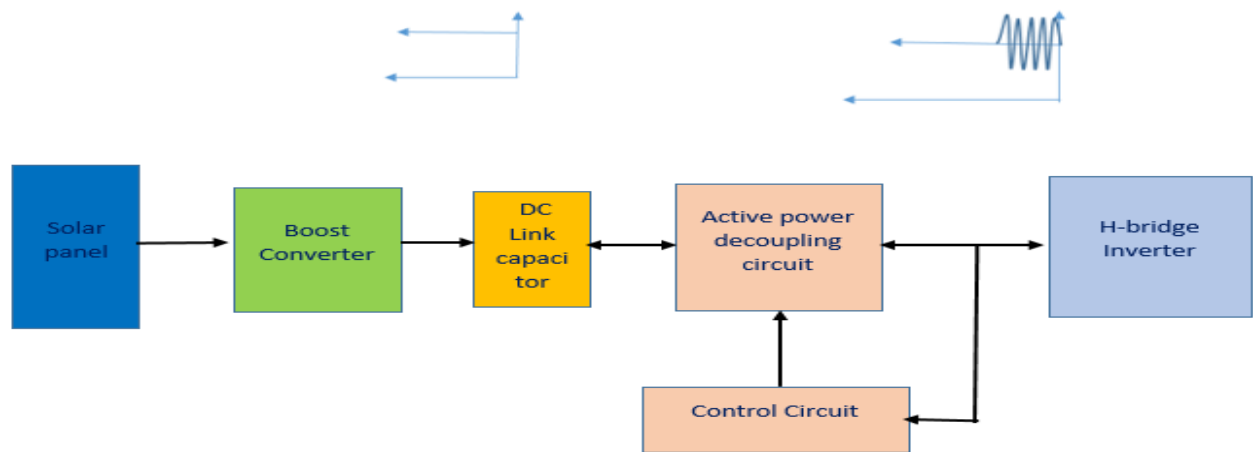 Solar
panel
Boost
Converter
DC
Link
capaci
tor
Active power
decoupling
circuit
H-bridge
Inverter
Control Circuit